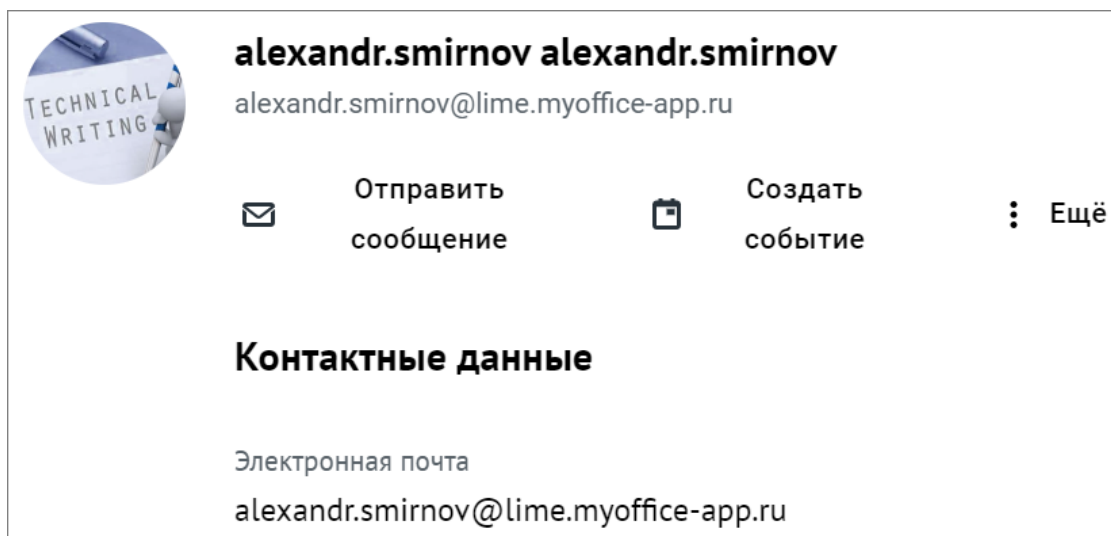 TECHNICAL
WRITING
alexandr.smirnov alexandr.smirnov
alexandr.smirnov@lime.myoffice-app.ru
Отправить
сообщение
Создать
событие
Ещё
Контактные данные
Электронная почта
alexandr.smirnov@lime.myoffice-app.ru